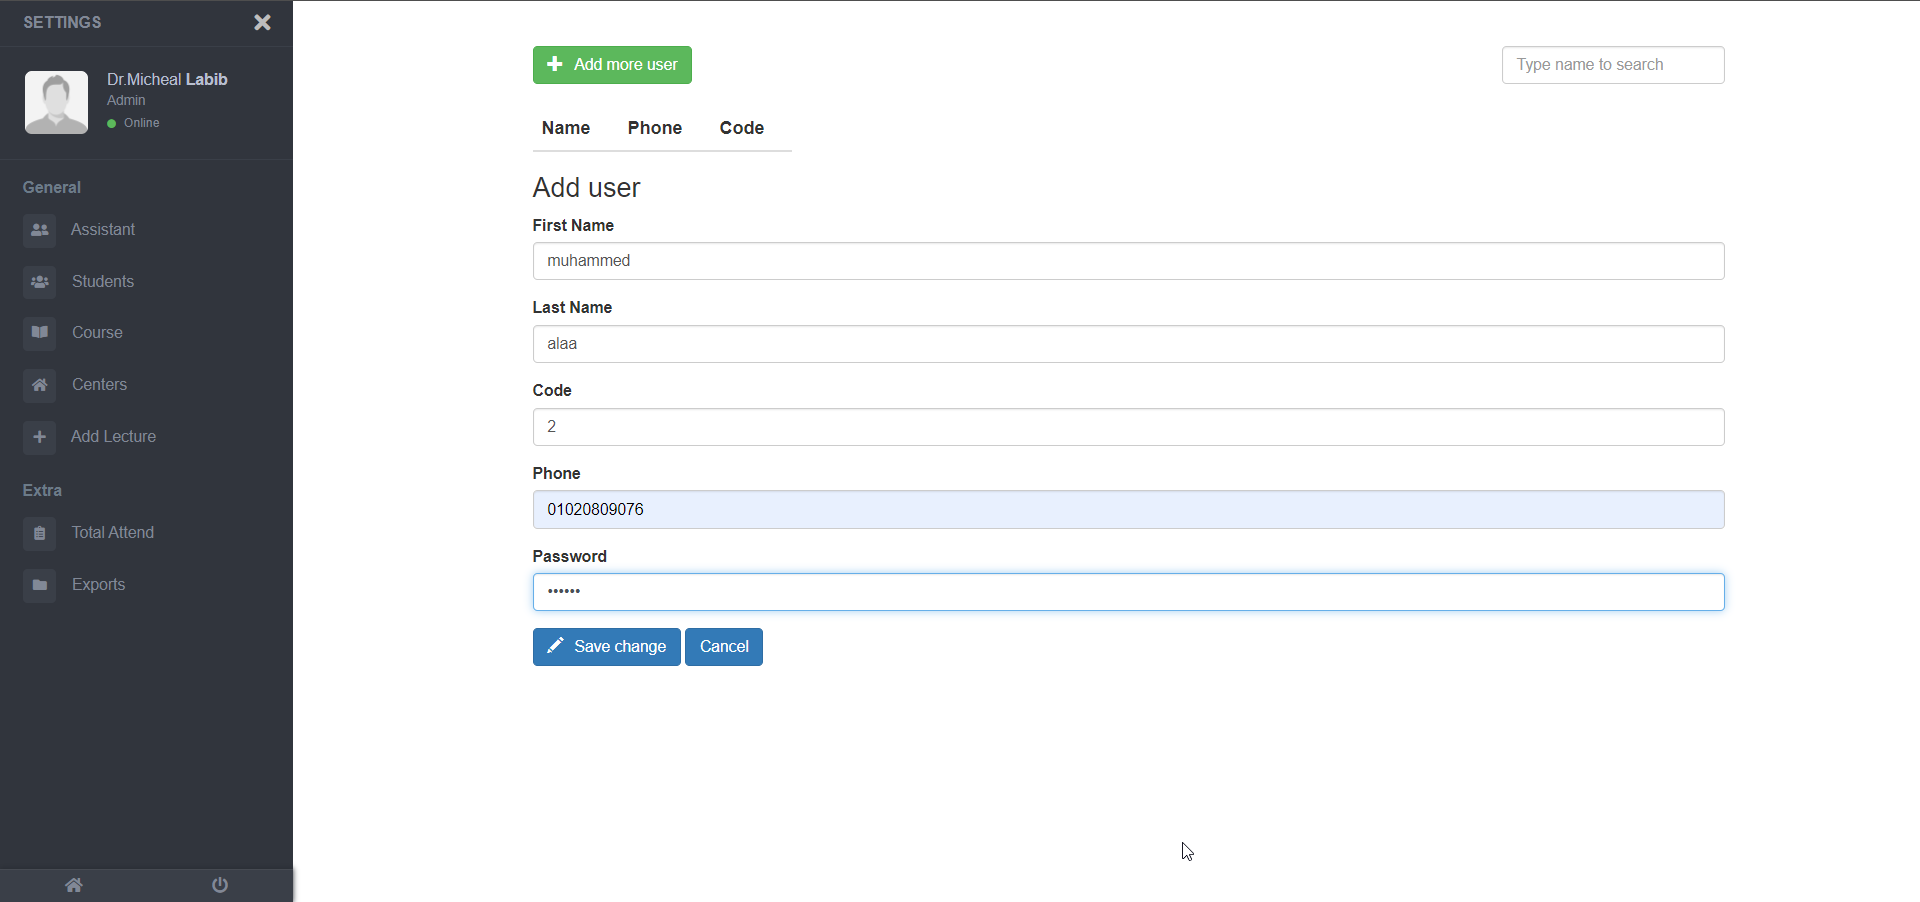 SETTINGS
Dr.Micheal Labib
Admin
Online
General
Assistant
Students
Course
Centers
Add Lecture
Extra
Total Attend
Exports
Add more user
Type name to search
Name Phone Code
Add user
First Name
muhammed
Last Name
alaa
Code
2
Phone
01020809076
Password
••••••
Save change Cancel